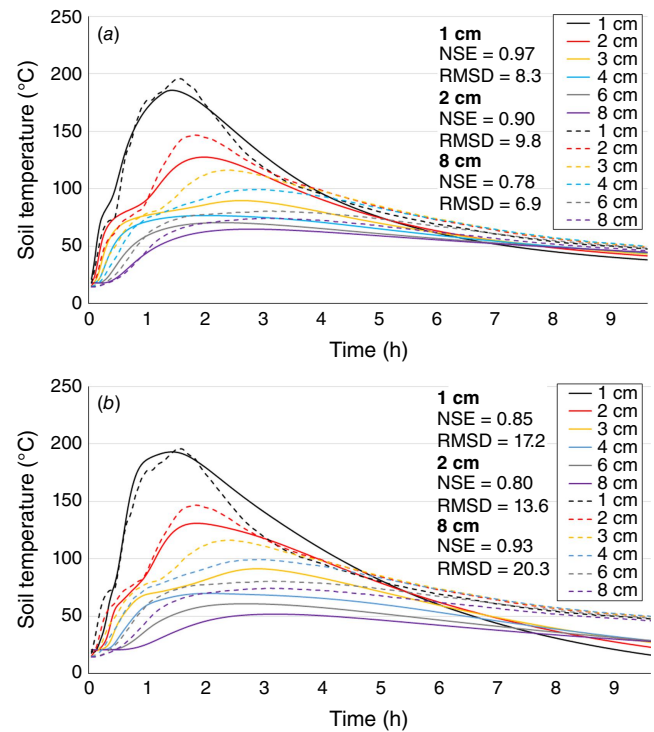 (a)
Soil temperature (°C)
250
200
150
100
50
0
1 cm
NSE = 0.97
RMSD = 8.3
2 cm
NSE = 0.90
RMSD = 9.8
8 cm
NSE = 0.78
RMSD = 6.9
1 cm
2 cm
3 cm
4 cm
6 cm
8 cm
1 cm
2 cm
3 cm
4 cm
6 cm
8 cm
0 1 2 3 4 5 6 7 8 9
Time (h)
(b)
Soil temperature (°C)
250
200
150
100
50
0
1 cm
NSE = 0.85
RMSD = 17.2
2 cm
NSE = 0.80
RMSD = 13.6
8 cm
NSE = 0.93
RMSD = 20.3
1 cm
2 cm
3 cm
4 cm
6 cm
8 cm
1 cm
2 cm
3 cm
4 cm
6 cm
8 cm
0 1 2 3 4 5 6 7 8 9
Time (h)